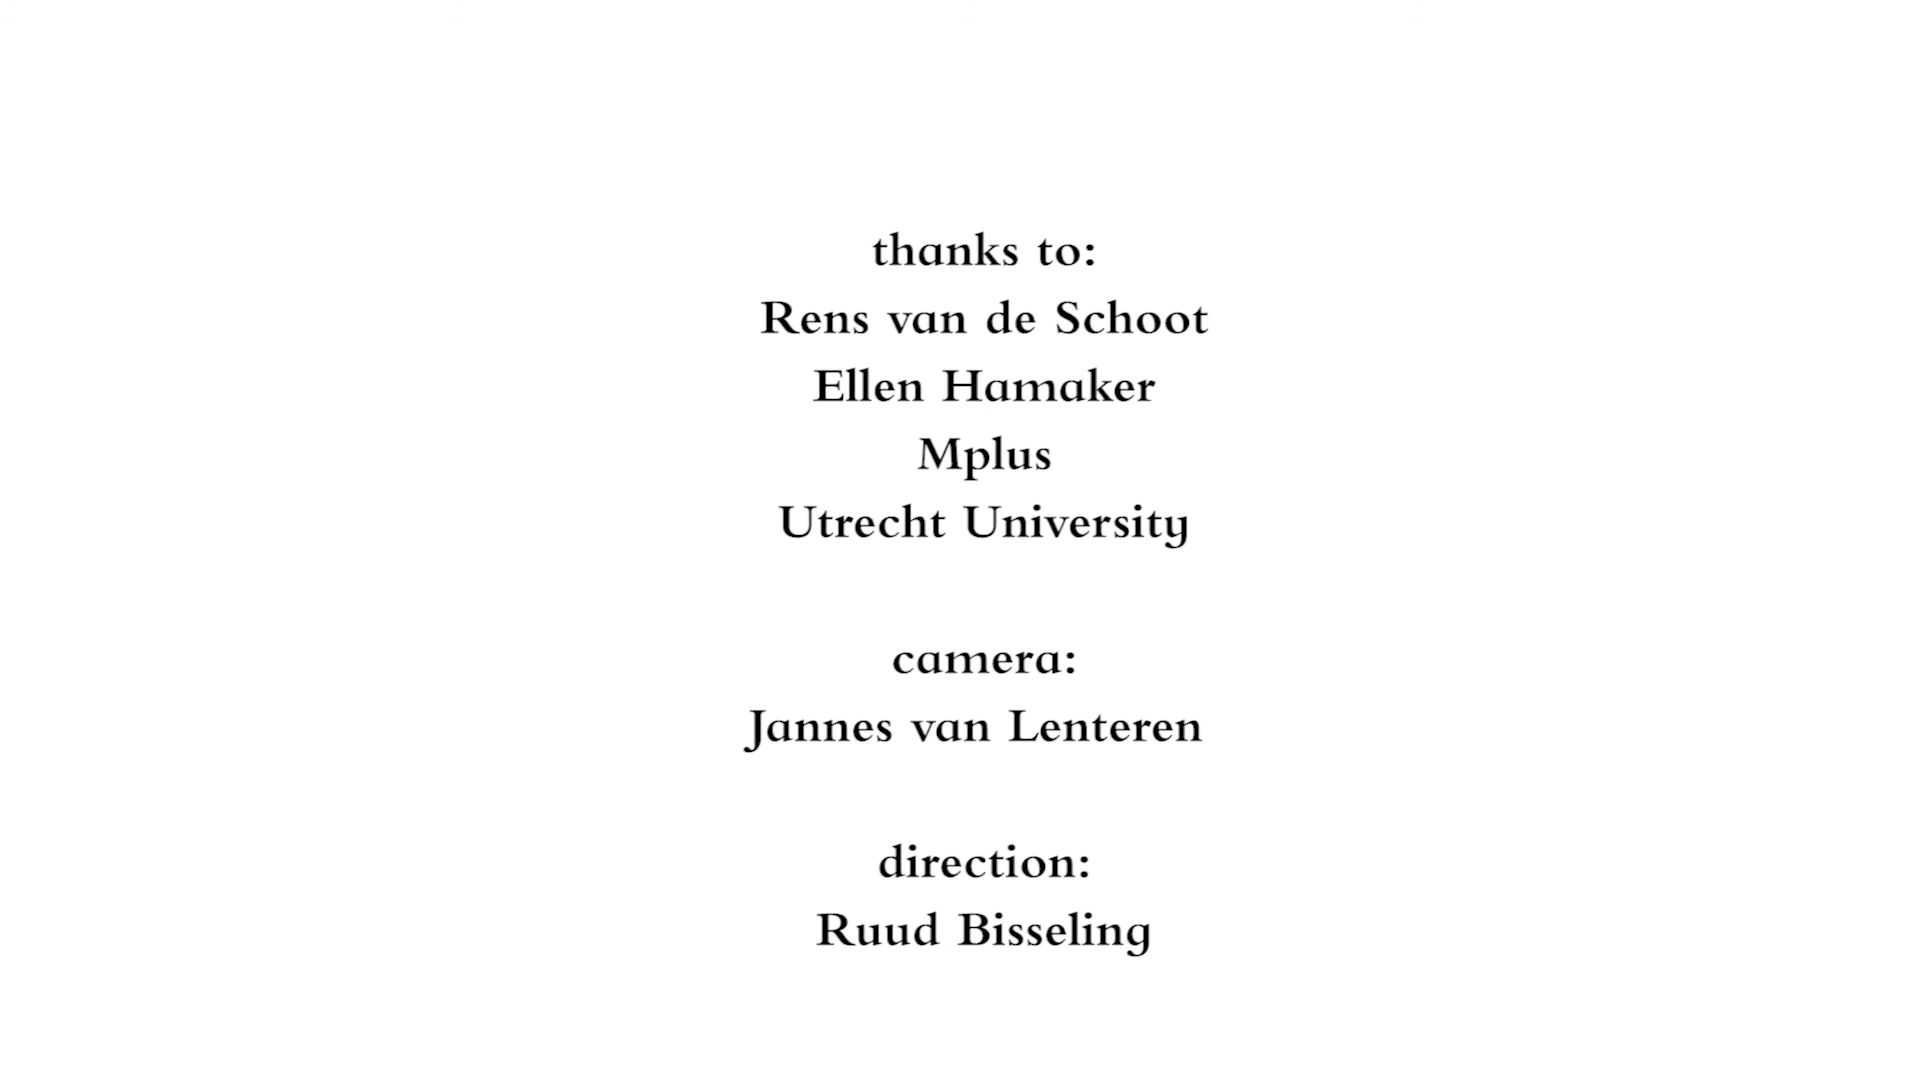 thanks to:
Rens van de Schoot
Ellen Hamaker
Mplus
Utrecht University
camera:
Jannes van Lenteren
direction:
Ruud Bisseling